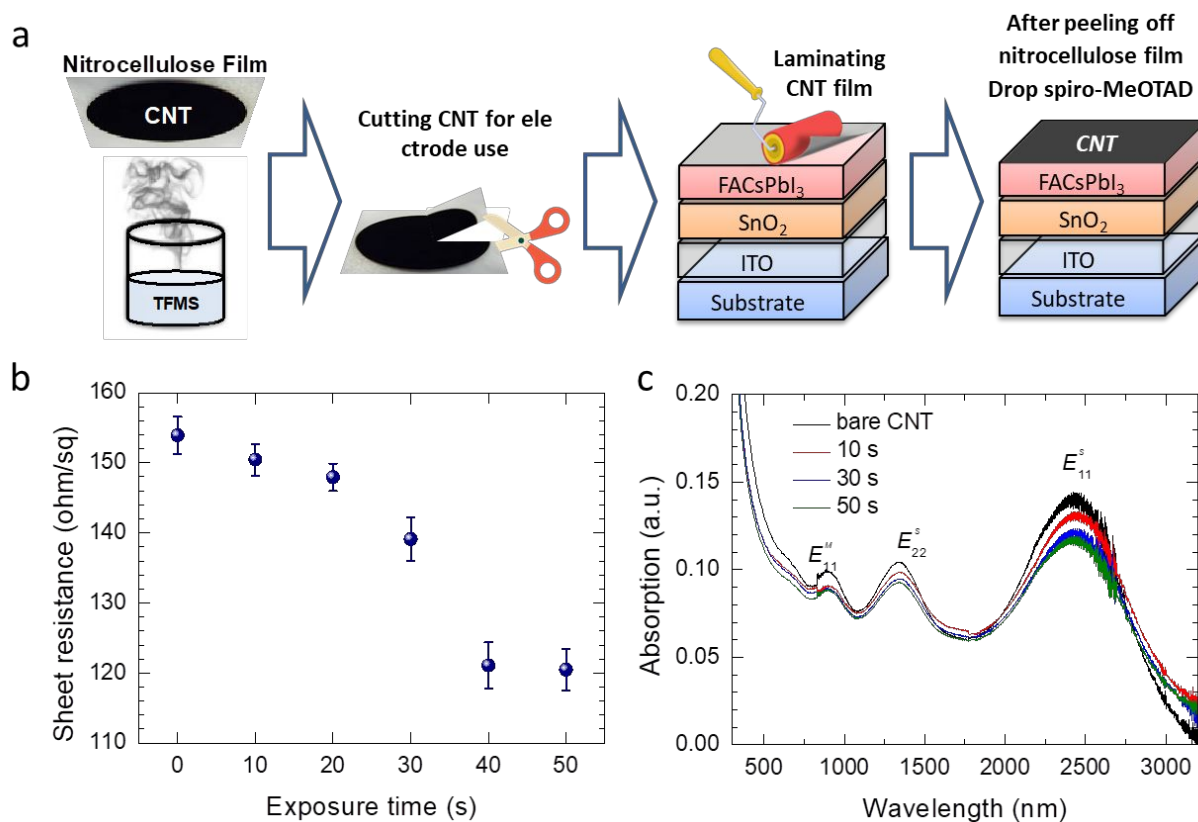 a
Nitrocellulose Film
CNT
TFMS
Cutting CNT for ele
ctrode use
Laminating
CNT film
FACsPbI₃
SnO₂
ITO
Substrate
After peeling off
nitrocellulose film
Drop spiro-MeOTAD
CNT
FACsPbI₃
SnO₂
ITO
Substrate
b
160
150
140
130
120
110
Sheet resistance (ohm/sq)
0 10 20 30 40 50
Exposure time (s)
c
0.20
0.15
0.10
0.05
0.00
Absorption (a.u.)
bare CNT
10 s
30 s
50 s
E₁₁ᴹ
E₂₂ˢ
E₁₁ˢ
500 1000 1500 2000 2500 3000
Wavelength (nm)